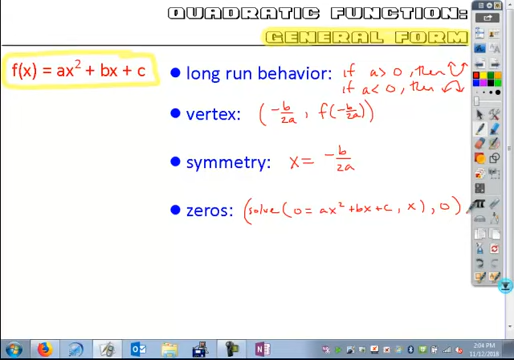 QUADRATIC FUNCTION:
GENERAL FORM
f(x) = ax² + bx + c
• long run behavior: if a > 0, then ↺↻
if a < 0, then
• vertex: (-b/2a, f(-b/2a))
• symmetry: x = -b/2a
• zeros: (solve(0 = ax² + bx + c, x), 0)
2:04 PM
11/12/2018